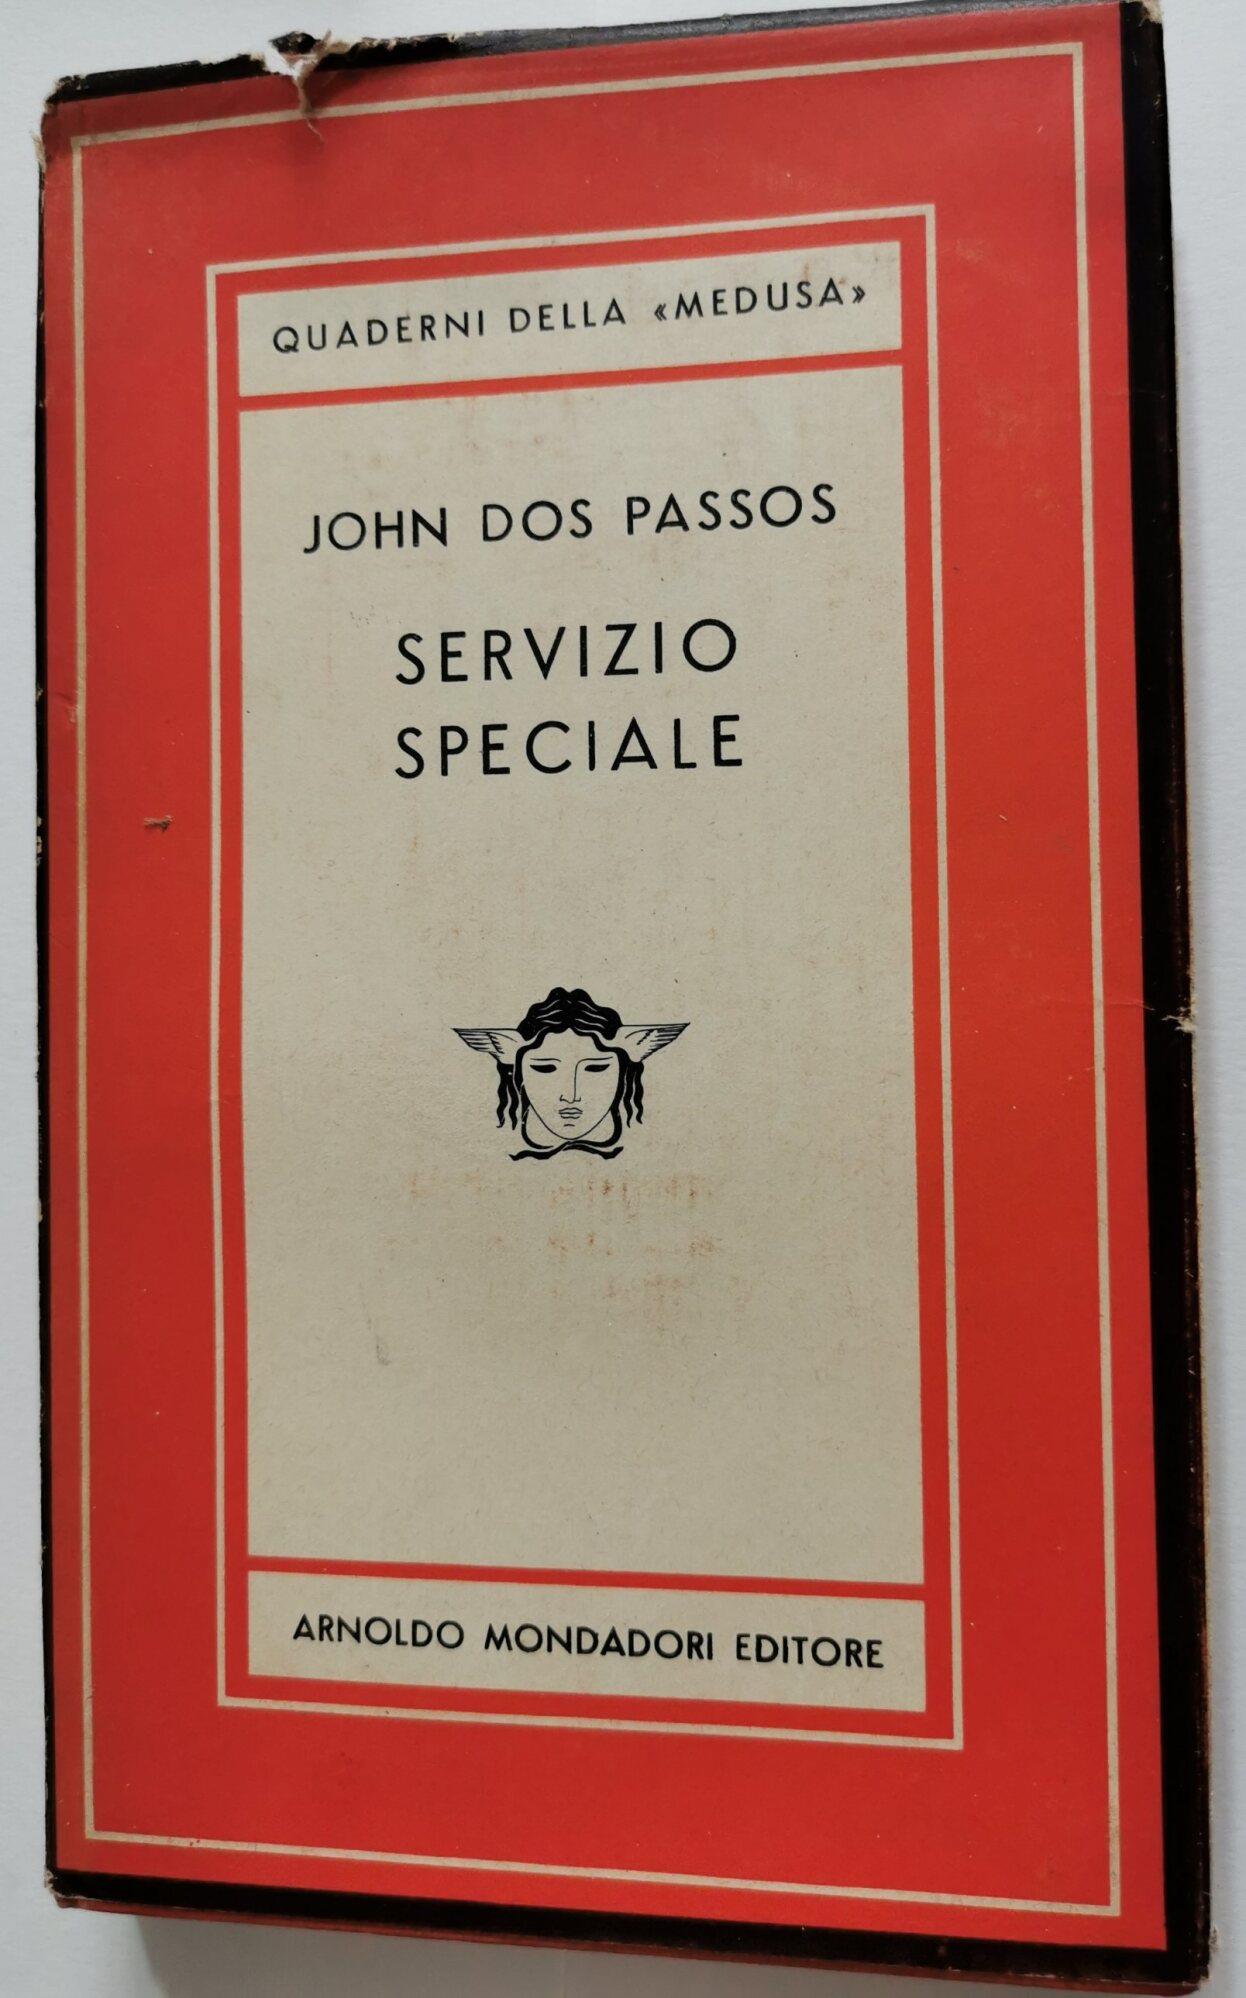 QUADERNI DELLA «MEDUSA»
JOHN DOS PASSOS
SERVIZIO
SPECIALE
ARNOLDO MONDADORI EDITORE